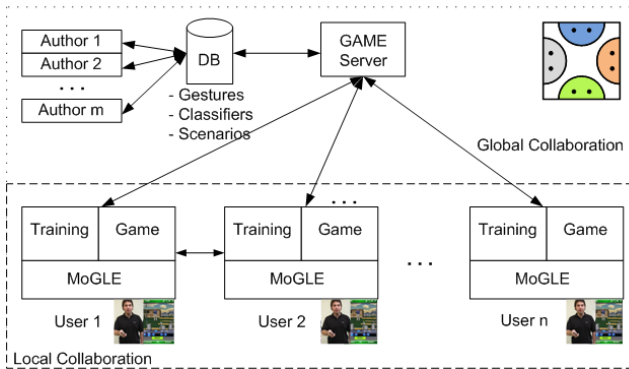 Author 1
Author 2
...
Author m
DB
- Gestures
- Classifiers
- Scenarios
GAME
Server
Global Collaboration
...
Training
Game
MoGLE
User 1
Training
Game
MoGLE
User 2
...
Training
Game
MoGLE
User n
Local Collaboration